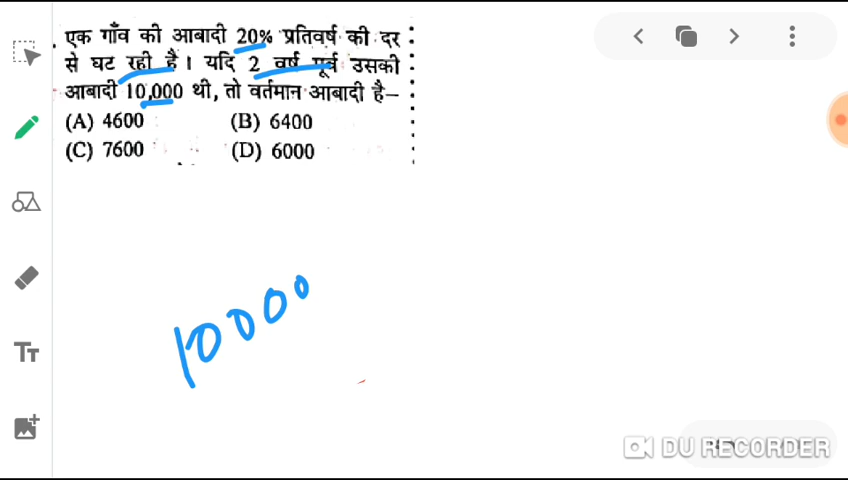 एक गाँव की आबादी 20% प्रतिवर्ष की दर
से घट रही है। यदि 2 वर्ष पूर्व उसकी
आबादी 10,000 थी, तो वर्तमान आबादी है–
(A) 4600 (B) 6400
(C) 7600 (D) 6000
10000
Tт
DU RECORDER